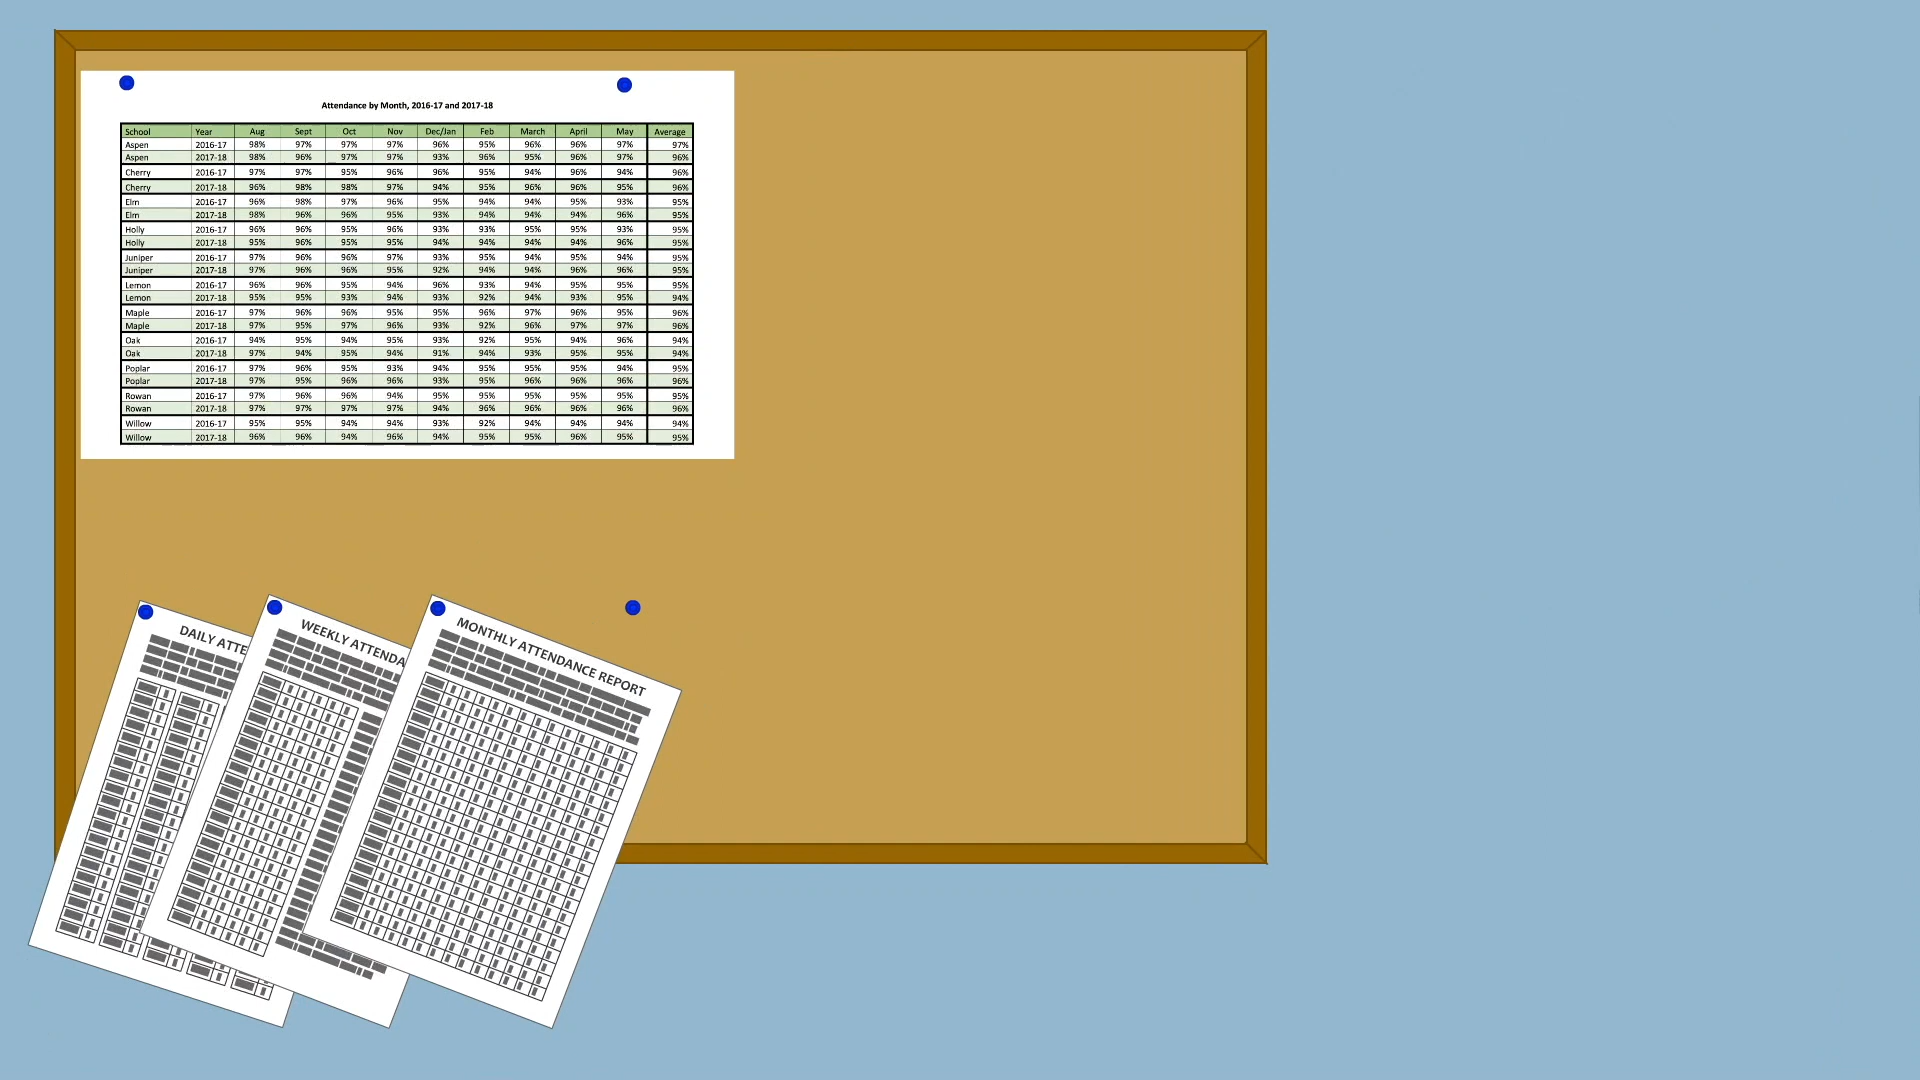 Attendance by Month, 2016-17 and 2017-18
School Year Aug Sept Oct Nov Dec/Jan Feb March April May Average
Aspen 2016-17 98% 97% 97% 97% 96% 95% 96% 96% 97% 97%
Aspen 2017-18 98% 96% 97% 97% 93% 96% 95% 96% 97% 96%
Cherry 2016-17 97% 97% 95% 96% 96% 95% 94% 96% 94% 96%
Cherry 2017-18 96% 98% 98% 97% 94% 95% 96% 96% 95% 96%
Elm 2016-17 96% 98% 97% 96% 95% 94% 94% 95% 93% 95%
Elm 2017-18 98% 96% 96% 95% 93% 94% 94% 94% 96% 95%
Holly 2016-17 96% 96% 95% 96% 93% 93% 95% 95% 93% 95%
Holly 2017-18 95% 96% 95% 95% 94% 94% 94% 94% 96% 95%
Juniper 2016-17 97% 96% 96% 97% 93% 95% 94% 95% 94% 95%
Juniper 2017-18 97% 96% 96% 95% 92% 94% 94% 96% 96% 95%
Lemon 2016-17 96% 96% 95% 94% 96% 93% 94% 95% 95% 95%
Lemon 2017-18 95% 95% 93% 94% 93% 92% 94% 93% 95% 94%
Maple 2016-17 97% 96% 96% 95% 95% 96% 97% 96% 95% 96%
Maple 2017-18 97% 95% 97% 96% 93% 92% 96% 97% 97% 96%
Oak 2016-17 94% 95% 94% 95% 93% 92% 95% 94% 96% 94%
Oak 2017-18 97% 94% 95% 94% 91% 94% 93% 95% 95% 94%
Poplar 2016-17 97% 96% 95% 93% 94% 95% 95% 95% 94% 95%
Poplar 2017-18 97% 95% 96% 96% 93% 95% 96% 96% 96% 96%
Rowan 2016-17 97% 96% 96% 94% 95% 95% 95% 95% 95% 95%
Rowan 2017-18 97% 97% 97% 97% 94% 96% 96% 96% 96% 96%
Willow 2016-17 95% 95% 94% 94% 93% 92% 94% 94% 94% 94%
Willow 2017-18 96% 96% 94% 96% 94% 95% 95% 96% 95% 95%
DAILY ATTE
WEEKLY ATTENDA
MONTHLY ATTENDANCE REPORT